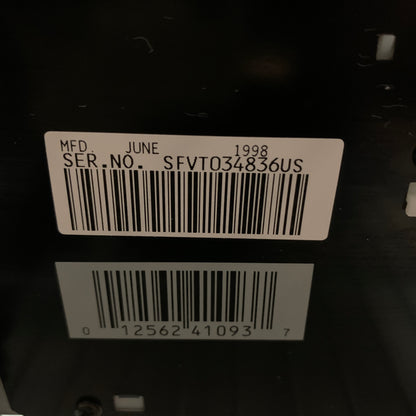 MFD. JUNE 1998
SER.NO. SFVT034836US
0 12562 41093 7